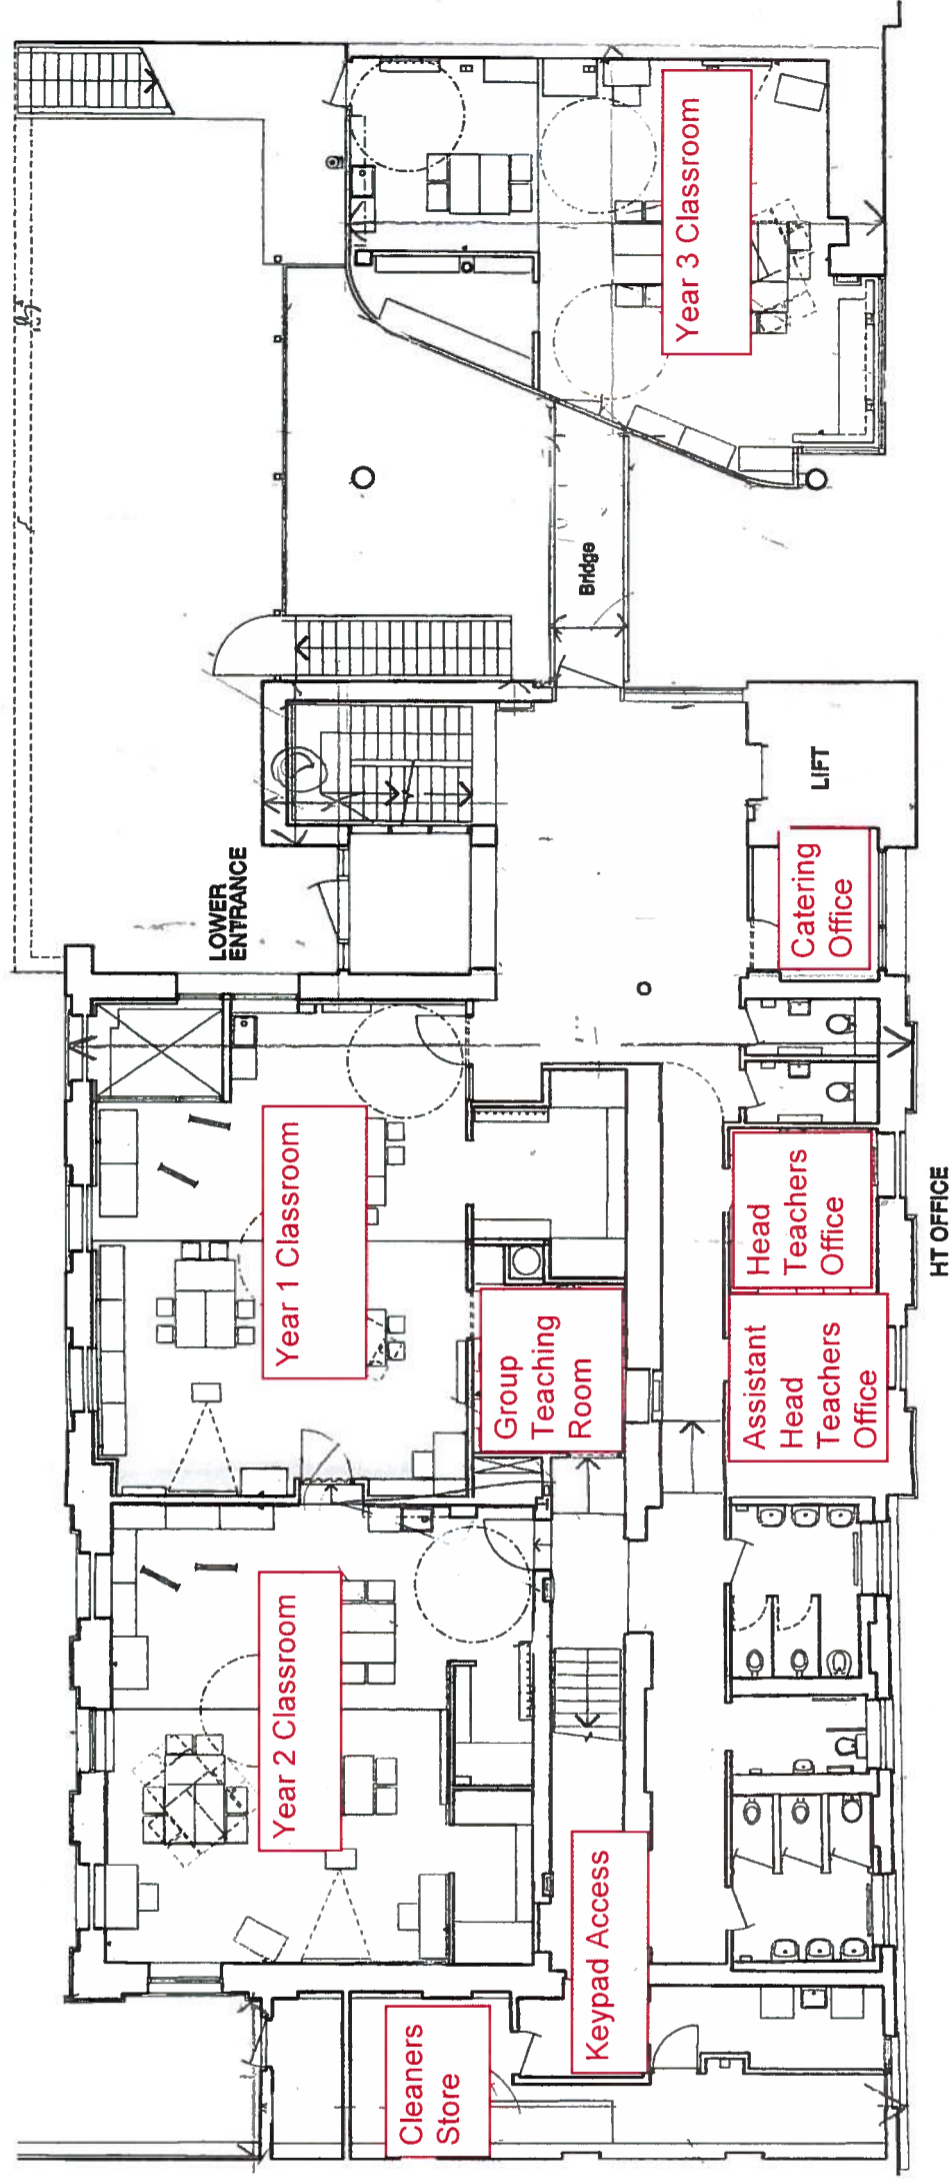 Year 3 Classroom
Bridge
LIFT
LOWER
ENTRANCE
Catering
Office
Year 1 Classroom
Head
Teachers
Office
HT OFFICE
Group
Teaching
Room
Assistant
Head
Teachers
Office
Year 2 Classroom
Keypad Access
Cleaners
Store